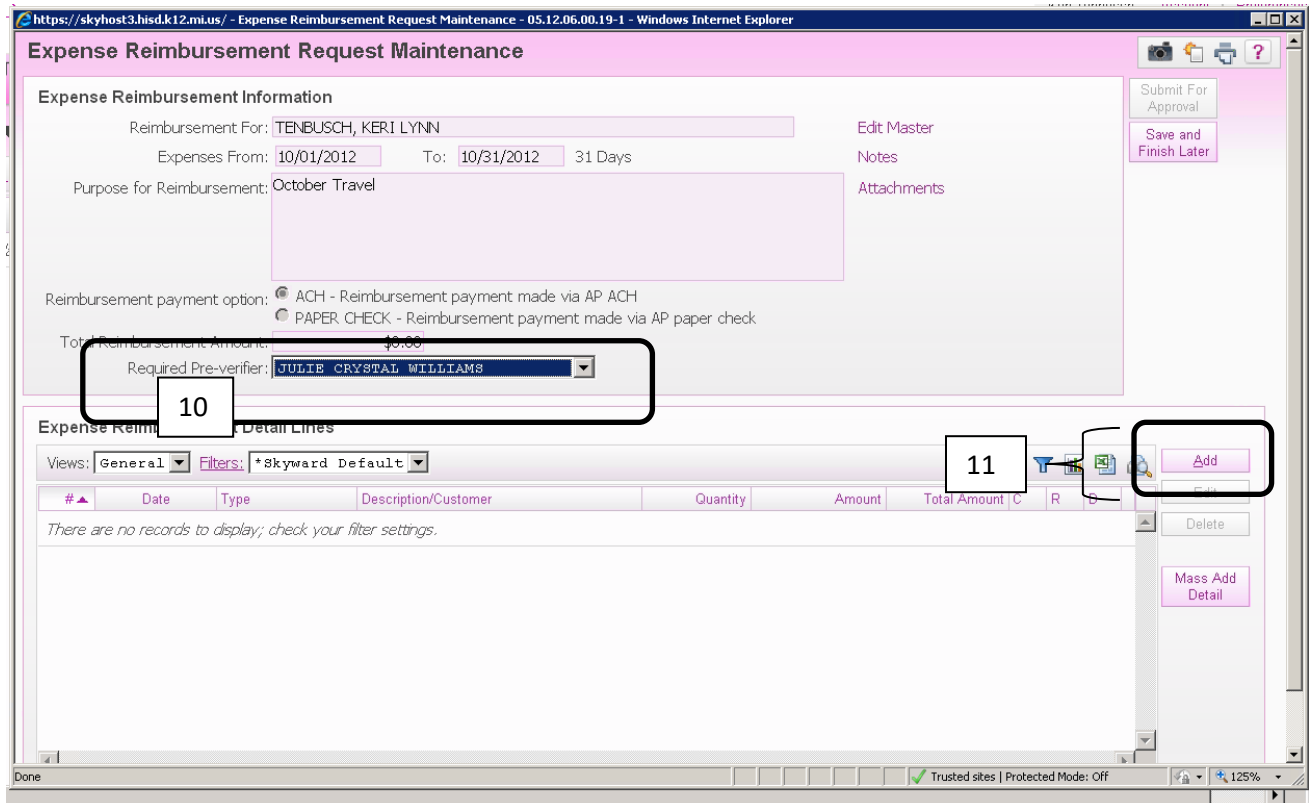 https://skyhost3.hisd.k12.mi.us/ - Expense Reimbursement Request Maintenance - 05.12.06.00.19-1 - Windows Internet Explorer
Expense Reimbursement Request Maintenance
?
Expense Reimbursement Information
Submit For Approval
Reimbursement For: TENBUSCH, KERI LYNN
Edit Master
Save and Finish Later
Expenses From: 10/01/2012 To: 10/31/2012 31 Days
Notes
Purpose for Reimbursement: October Travel
Attachments
Reimbursement payment option: ACH - Reimbursement payment made via AP ACH
PAPER CHECK - Reimbursement payment made via AP paper check
Total Reimbursement Amount: $0.00
Required Pre-verifier: JULIE CRYSTAL WILLIAMS
10
Expense Detail Lines
Views: General Filters: *Skyward Default
11
Add
# Date Type Description/Customer Quantity Amount Total Amount C R D
Edit
There are no records to display; check your filter settings.
Delete
Mass Add Detail
Done
Trusted sites | Protected Mode: Off
125%